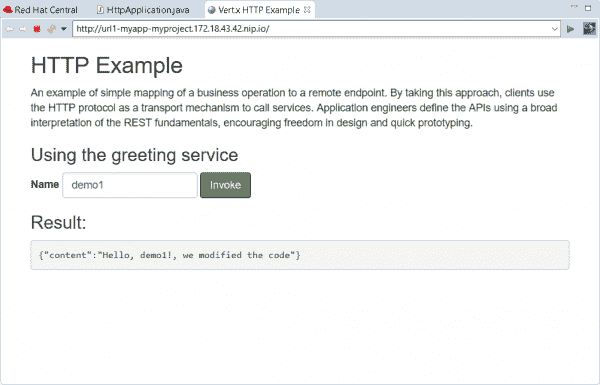 Red Hat Central HttpApplication.java Vert.x HTTP Example
http://url1-myapp-myproject.172.18.43.42.nip.io/
HTTP Example
An example of simple mapping of a business operation to a remote endpoint. By taking this approach, clients use
the HTTP protocol as a transport mechanism to call services. Application engineers define the APIs using a broad
interpretation of the REST fundamentals, encouraging freedom in design and quick prototyping.
Using the greeting service
Name demo1 Invoke
Result:
{"content":"Hello, demo1!, we modified the code"}